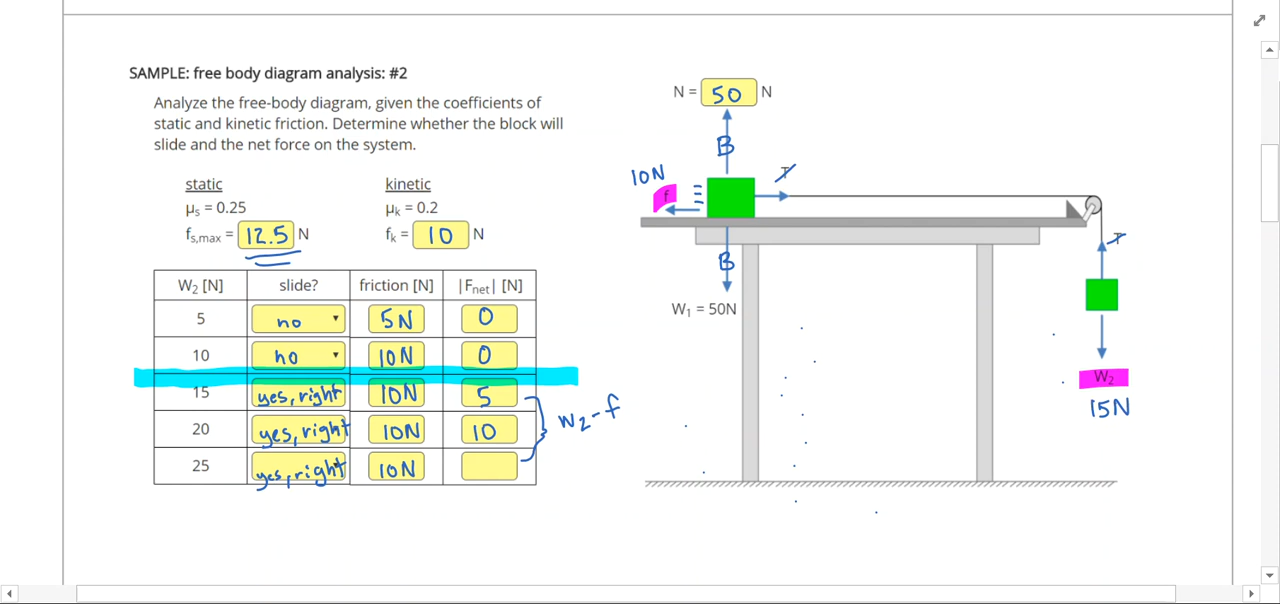 SAMPLE: free body diagram analysis: #2
Analyze the free-body diagram, given the coefficients of
static and kinetic friction. Determine whether the block will
slide and the net force on the system.
static kinetic
μs = 0.25 μk = 0.2
fs,max = 12.5 N fk = 10 N
W2 [N] slide? friction [N] |Fnet| [N]
5 no 5N 0
10 no 10N 0
15 yes, right 10N 5
20 yes, right 10N 10
25 yes, right 10N
W2-f
N = 50 N
B
10N
f
T
B
W1 = 50N
T
W2
15N